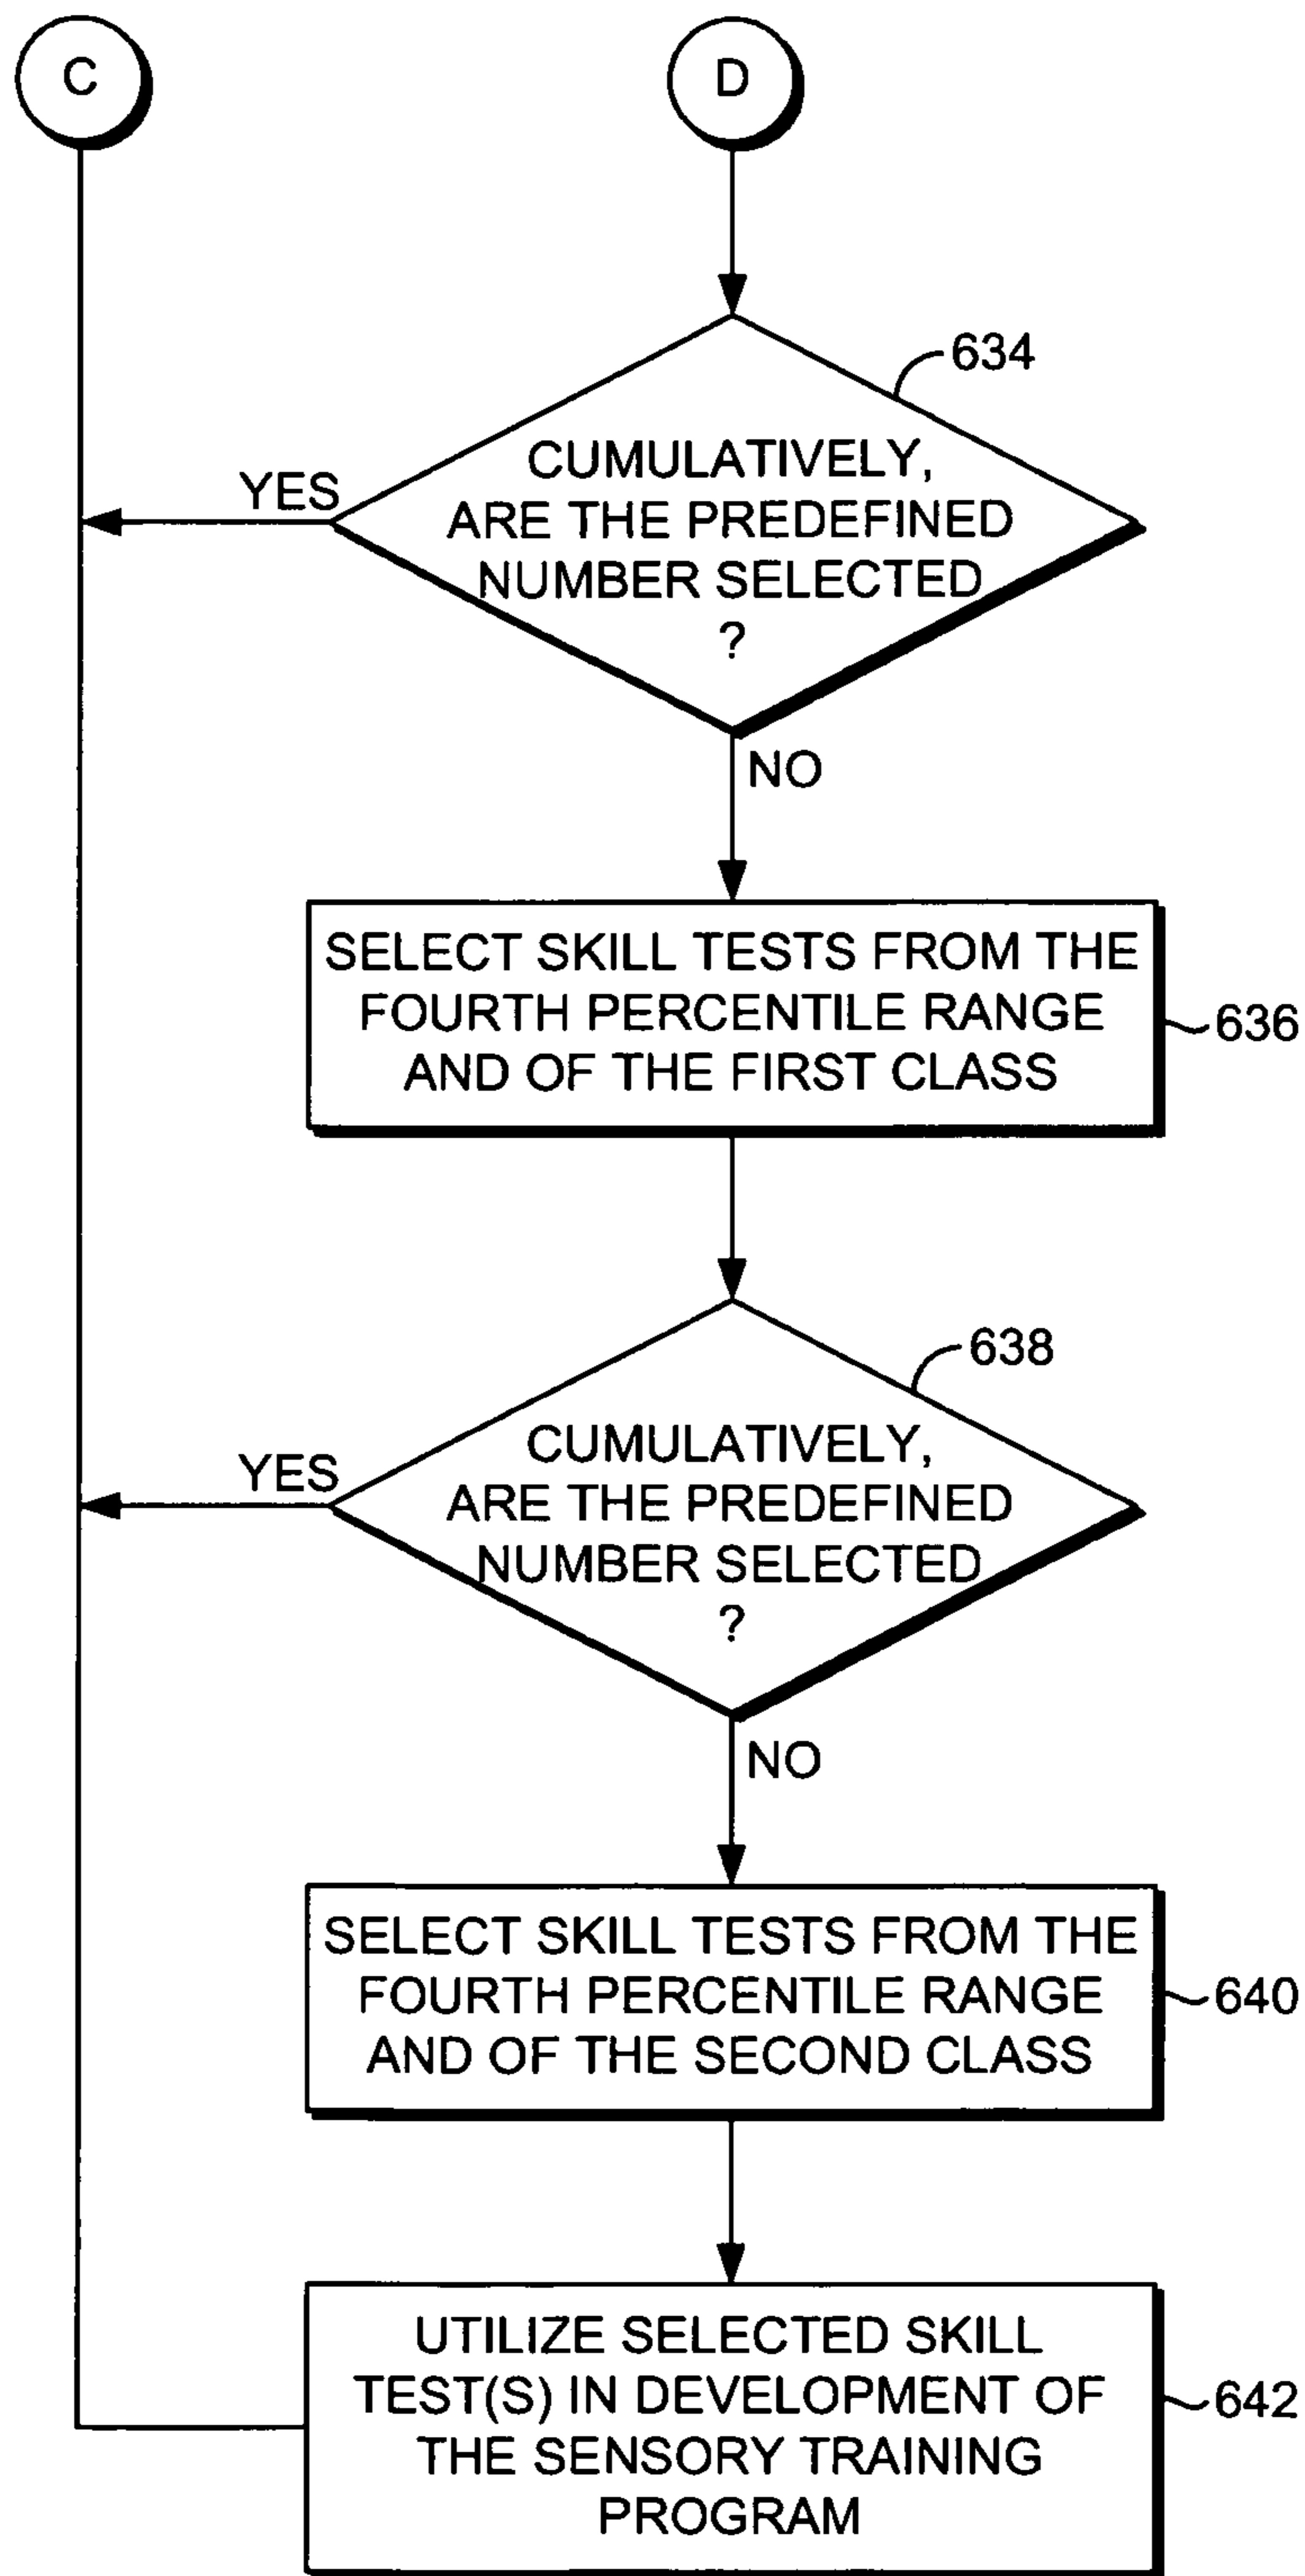 C
D
634
CUMULATIVELY,
ARE THE PREDEFINED
NUMBER SELECTED
?
YES
NO
SELECT SKILL TESTS FROM THE
FOURTH PERCENTILE RANGE
AND OF THE FIRST CLASS
636
638
CUMULATIVELY,
ARE THE PREDEFINED
NUMBER SELECTED
?
YES
NO
SELECT SKILL TESTS FROM THE
FOURTH PERCENTILE RANGE
AND OF THE SECOND CLASS
640
UTILIZE SELECTED SKILL
TEST(S) IN DEVELOPMENT OF
THE SENSORY TRAINING
PROGRAM
642